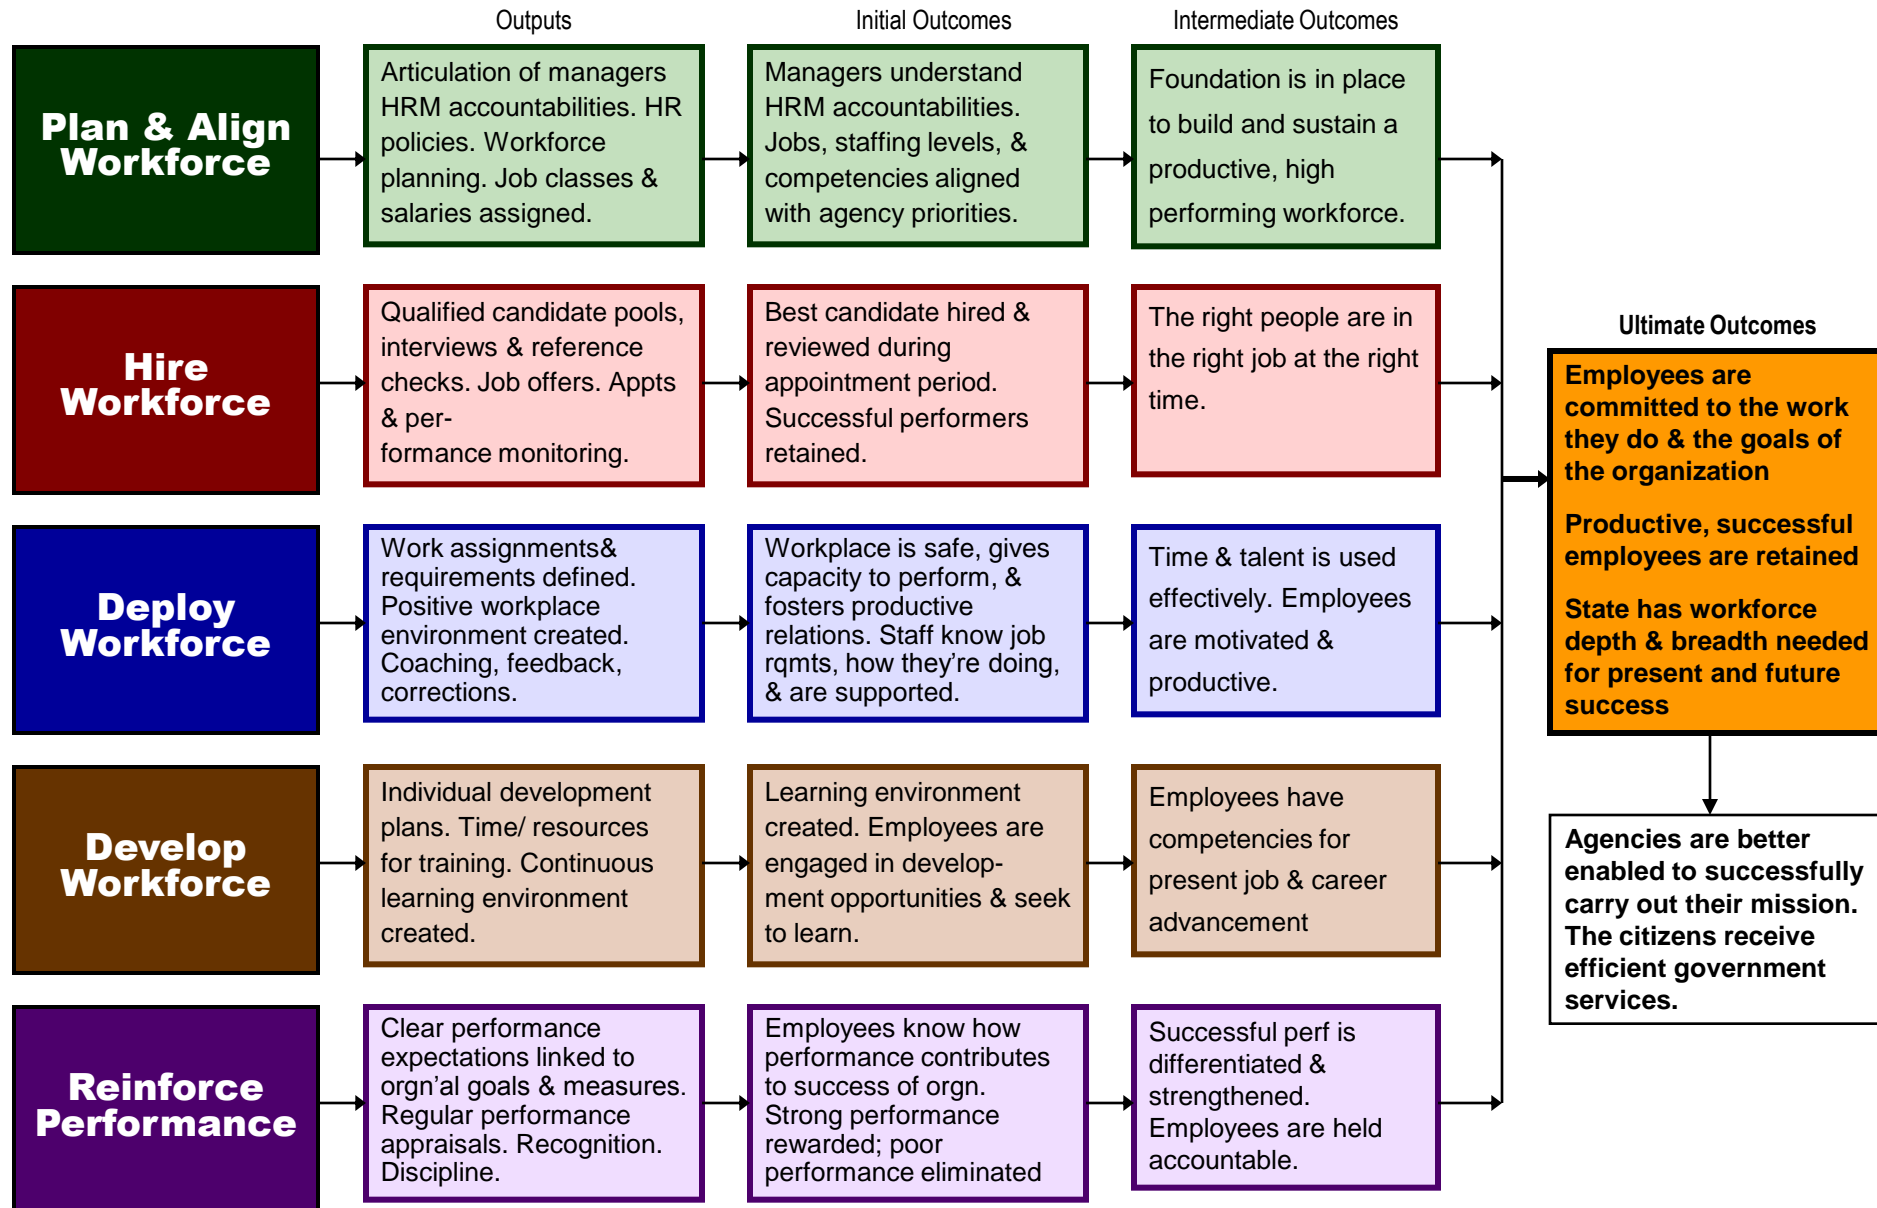 Outputs
Initial Outcomes
Intermediate Outcomes
Plan & Align
Workforce
Articulation of managers
HRM accountabilities. HR
policies. Workforce
planning. Job classes &
salaries assigned.
Managers understand
HRM accountabilities.
Jobs, staffing levels, &
competencies aligned
with agency priorities.
Foundation is in place
to build and sustain a
productive, high
performing workforce.
Hire
Workforce
Qualified candidate pools,
interviews & reference
checks. Job offers. Appts
& per-
formance monitoring.
Best candidate hired &
reviewed during
appointment period.
Successful performers
retained.
The right people are in
the right job at the right
time.
Deploy
Workforce
Work assignments&
requirements defined.
Positive workplace
environment created.
Coaching, feedback,
corrections.
Workplace is safe, gives
capacity to perform, &
fosters productive
relations. Staff know job
rqmts, how they’re doing,
& are supported.
Time & talent is used
effectively. Employees
are motivated &
productive.
Develop
Workforce
Individual development
plans. Time/ resources
for training. Continuous
learning environment
created.
Learning environment
created. Employees are
engaged in develop-
ment opportunities & seek
to learn.
Employees have
competencies for
present job & career
advancement
Reinforce
Performance
Clear performance
expectations linked to
orgn’al goals & measures.
Regular performance
appraisals. Recognition.
Discipline.
Employees know how
performance contributes
to success of orgn.
Strong performance
rewarded; poor
performance eliminated
Successful perf is
differentiated &
strengthened.
Employees are held
accountable.
Ultimate Outcomes
Employees are
committed to the work
they do & the goals of
the organization
Productive, successful
employees are retained
State has workforce
depth & breadth needed
for present and future
success
Agencies are better
enabled to successfully
carry out their mission.
The citizens receive
efficient government
services.